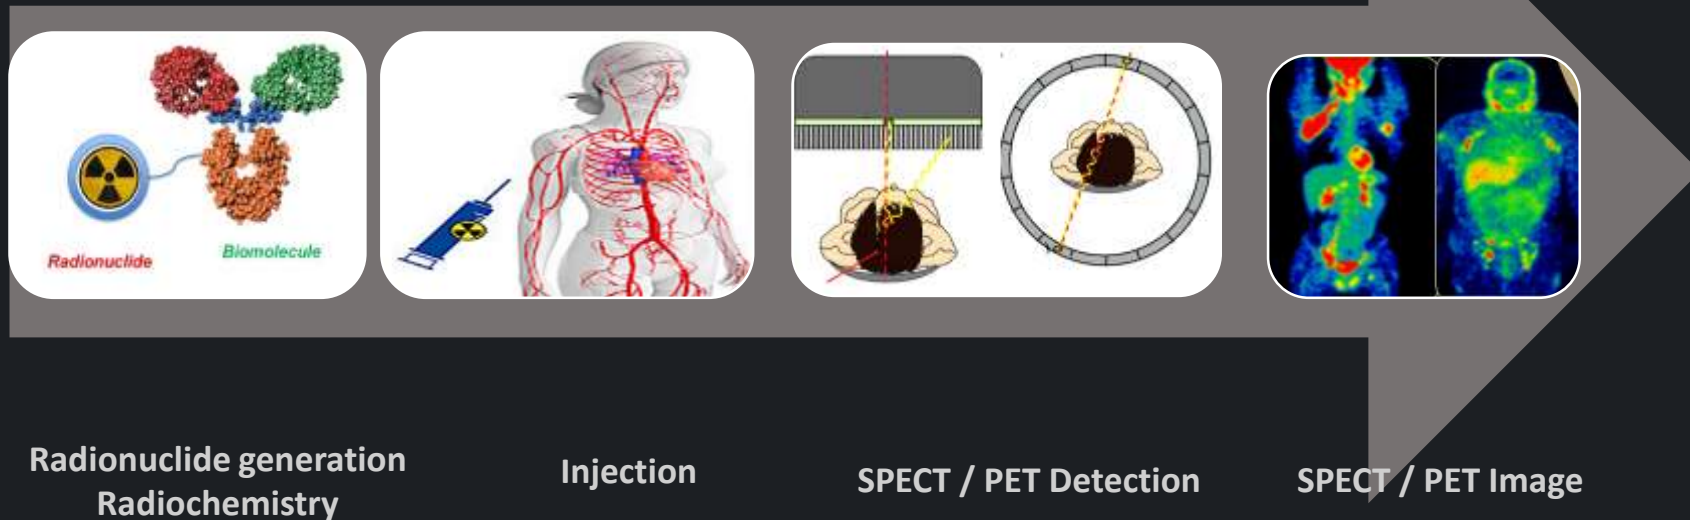 Radionuclide
Biomolecule
Radionuclide generation
Radiochemistry
Injection
SPECT / PET Detection
SPECT / PET Image